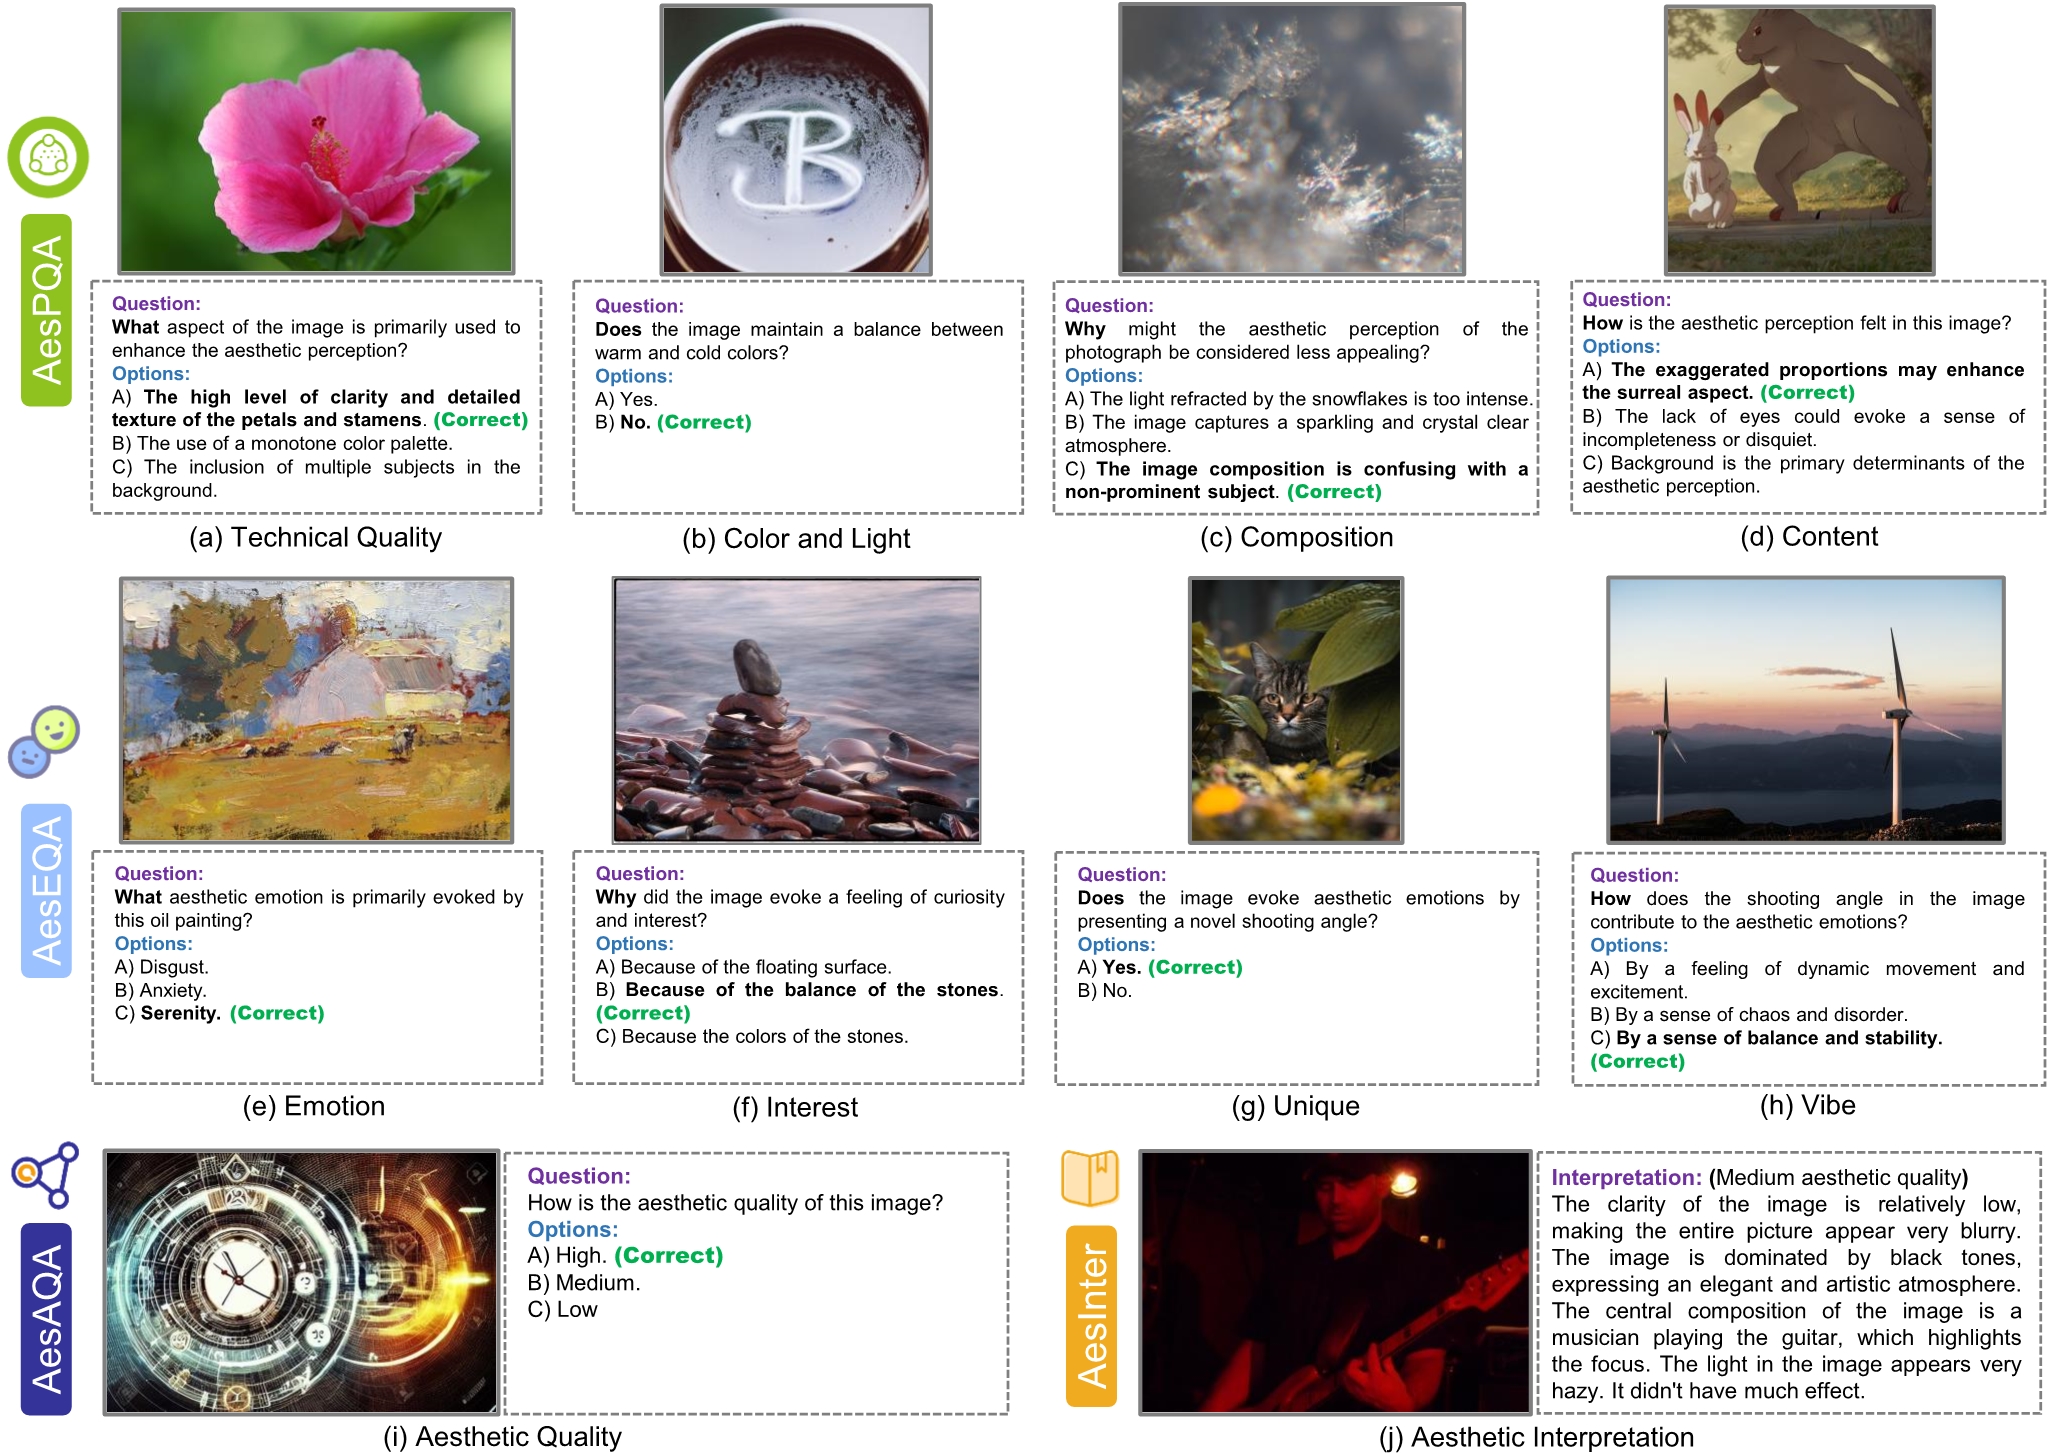 AesPQA
Question:
What aspect of the image is primarily used to
enhance the aesthetic perception?
Options:
A) The high level of clarity and detailed
texture of the petals and stamens. (Correct)
B) The use of a monotone color palette.
C) The inclusion of multiple subjects in the
background.
(a) Technical Quality
B
Question:
Does the image maintain a balance between
warm and cold colors?
Options:
A) Yes.
B) No. (Correct)
(b) Color and Light
Question:
Why might the aesthetic perception of the
photograph be considered less appealing?
Options:
A) The light refracted by the snowflakes is too intense.
B) The image captures a sparkling and crystal clear
atmosphere.
C) The image composition is confusing with a
non-prominent subject. (Correct)
(c) Composition
Question:
How is the aesthetic perception felt in this image?
Options:
A) The exaggerated proportions may enhance
the surreal aspect. (Correct)
B) The lack of eyes could evoke a sense of
incompleteness or disquiet.
C) Background is the primary determinants of the
aesthetic perception.
(d) Content
AesEQA
Question:
What aesthetic emotion is primarily evoked by
this oil painting?
Options:
A) Disgust.
B) Anxiety.
C) Serenity. (Correct)
(e) Emotion
Question:
Why did the image evoke a feeling of curiosity
and interest?
Options:
A) Because of the floating surface.
B) Because of the balance of the stones.
(Correct)
C) Because the colors of the stones.
(f) Interest
Question:
Does the image evoke aesthetic emotions by
presenting a novel shooting angle?
Options:
A) Yes. (Correct)
B) No.
(g) Unique
Question:
How does the shooting angle in the image
contribute to the aesthetic emotions?
Options:
A) By a feeling of dynamic movement and
excitement.
B) By a sense of chaos and disorder.
C) By a sense of balance and stability.
(Correct)
(h) Vibe
AesAQA
Question:
How is the aesthetic quality of this image?
Options:
A) High. (Correct)
B) Medium.
C) Low
(i) Aesthetic Quality
AesInter
Interpretation: (Medium aesthetic quality)
The clarity of the image is relatively low,
making the entire picture appear very blurry.
The image is dominated by black tones,
expressing an elegant and artistic atmosphere.
The central composition of the image is a
musician playing the guitar, which highlights
the focus. The light in the image appears very
hazy. It didn't have much effect.
(j) Aesthetic Interpretation